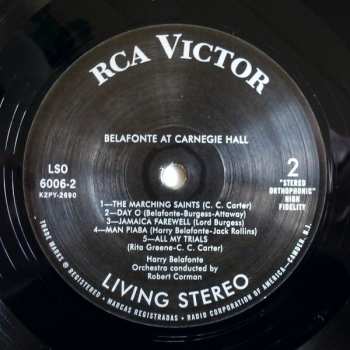 RCA VICTOR
BELAFONTE AT CARNEGIE HALL
LSO
6006-2
K2PY-2690
2
"STEREO
ORTHOPHONIC"
HIGH
FIDELITY
1—THE MARCHING SAINTS (C. C. Carter)
2—DAY O (Belafonte-Burgess-Attaway)
3—JAMAICA FAREWELL (Lord Burgess)
4—MAN PIABA (Harry Belafonte-Jack Rollins)
5—ALL MY TRIALS
(Rita Greene-C. C. Carter)
Harry Belafonte
Orchestra conducted by
Robert Corman
LIVING STEREO
TRADE MARKS ® REGISTERED • MARCAS REGISTRADAS • RADIO CORPORATION OF AMERICA—CAMDEN, N.J.